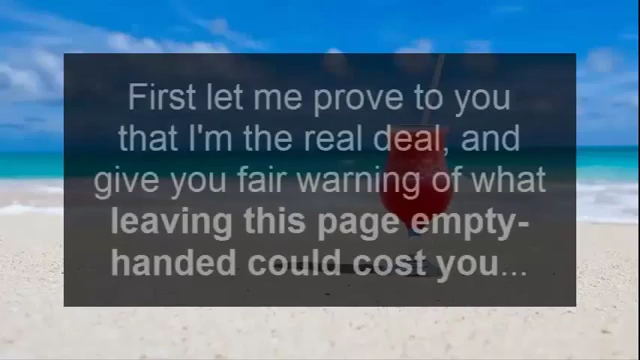 First let me prove to you
that I'm the real deal, and
give you fair warning of what
leaving this page empty-
handed could cost you...